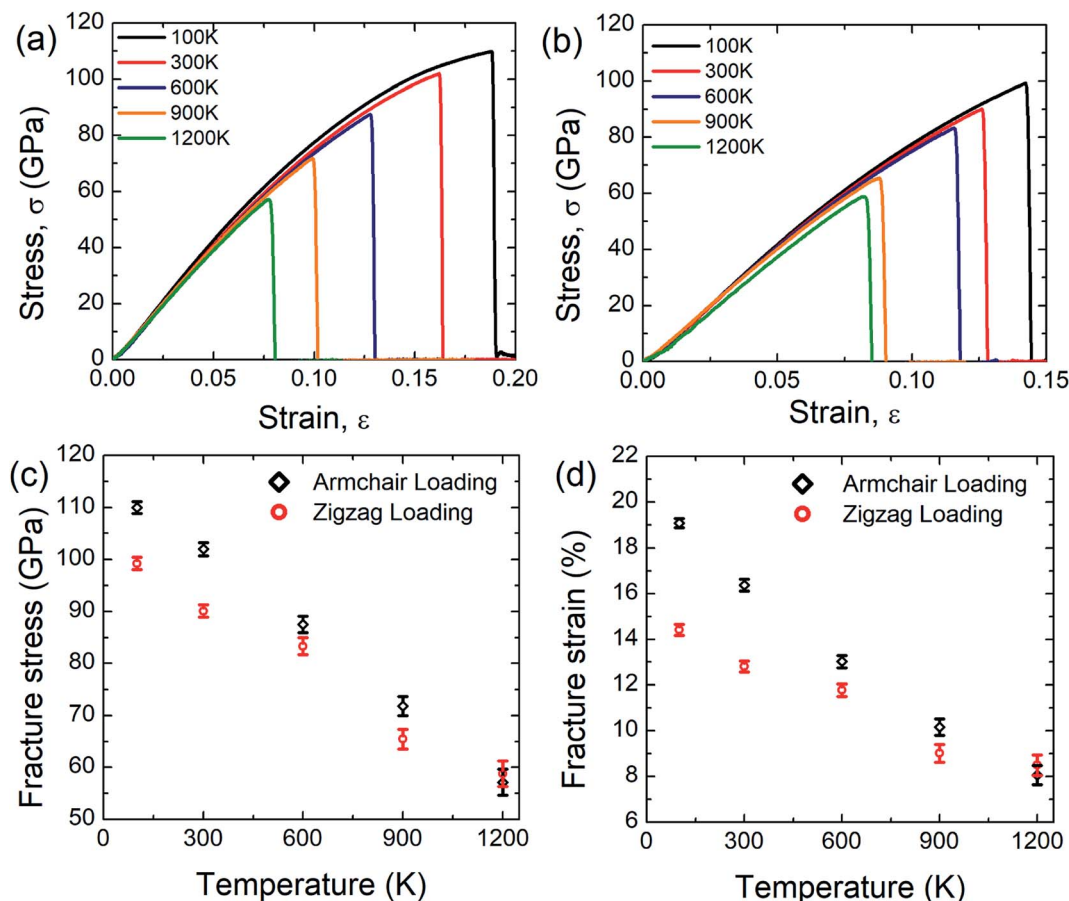 (a)
100K
300K
600K
900K
1200K
120
100
80
60
40
20
0
Stress, σ (GPa)
0.00 0.05 0.10 0.15 0.20
Strain, ε
(b)
100K
300K
600K
900K
1200K
120
100
80
60
40
20
0
Stress, σ (GPa)
0.00 0.05 0.10 0.15
Strain, ε
(c)
Armchair Loading
Zigzag Loading
120
110
100
90
80
70
60
50
Fracture stress (GPa)
0 300 600 900 1200
Temperature (K)
(d)
Armchair Loading
Zigzag Loading
22
20
18
16
14
12
10
8
6
Fracture strain (%)
0 300 600 900 1200
Temperature (K)